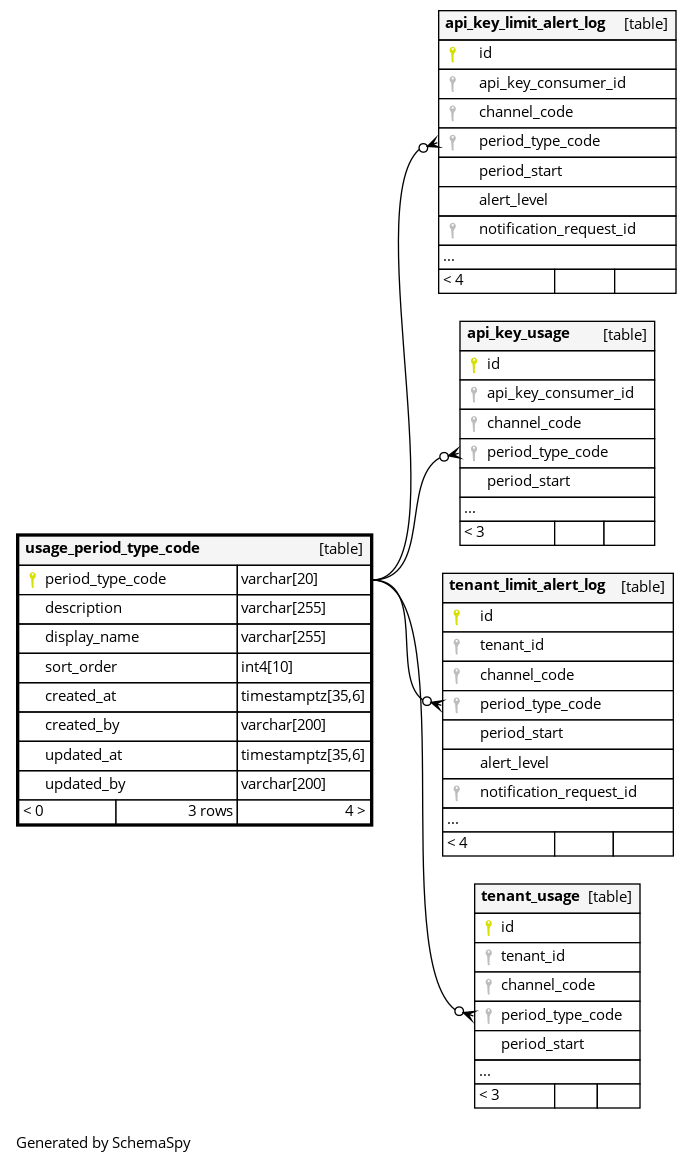 api_key_limit_alert_log [table]
id
api_key_consumer_id
channel_code
period_type_code
period_start
alert_level
notification_request_id
...
< 4
api_key_usage [table]
id
api_key_consumer_id
channel_code
period_type_code
period_start
...
< 3
usage_period_type_code [table]
period_type_code varchar[20]
description varchar[255]
display_name varchar[255]
sort_order int4[10]
created_at timestamptz[35,6]
created_by varchar[200]
updated_at timestamptz[35,6]
updated_by varchar[200]
< 0 3 rows 4 >
tenant_limit_alert_log [table]
id
tenant_id
channel_code
period_type_code
period_start
alert_level
notification_request_id
...
< 4
tenant_usage [table]
id
tenant_id
channel_code
period_type_code
period_start
...
< 3
Generated by SchemaSpy